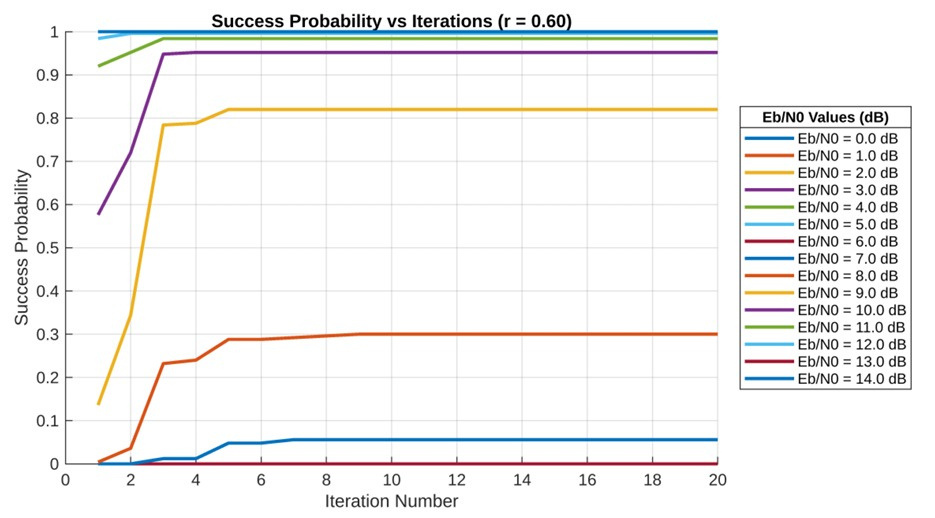 Success Probability vs Iterations (r = 0.60)
1
0.9
0.8
0.7
0.6
0.5
0.4
0.3
0.2
0.1
0
Success Probability
0 2 4 6 8 10 12 14 16 18 20
Iteration Number
Eb/N0 Values (dB)
Eb/N0 = 0.0 dB
Eb/N0 = 1.0 dB
Eb/N0 = 2.0 dB
Eb/N0 = 3.0 dB
Eb/N0 = 4.0 dB
Eb/N0 = 5.0 dB
Eb/N0 = 6.0 dB
Eb/N0 = 7.0 dB
Eb/N0 = 8.0 dB
Eb/N0 = 9.0 dB
Eb/N0 = 10.0 dB
Eb/N0 = 11.0 dB
Eb/N0 = 12.0 dB
Eb/N0 = 13.0 dB
Eb/N0 = 14.0 dB